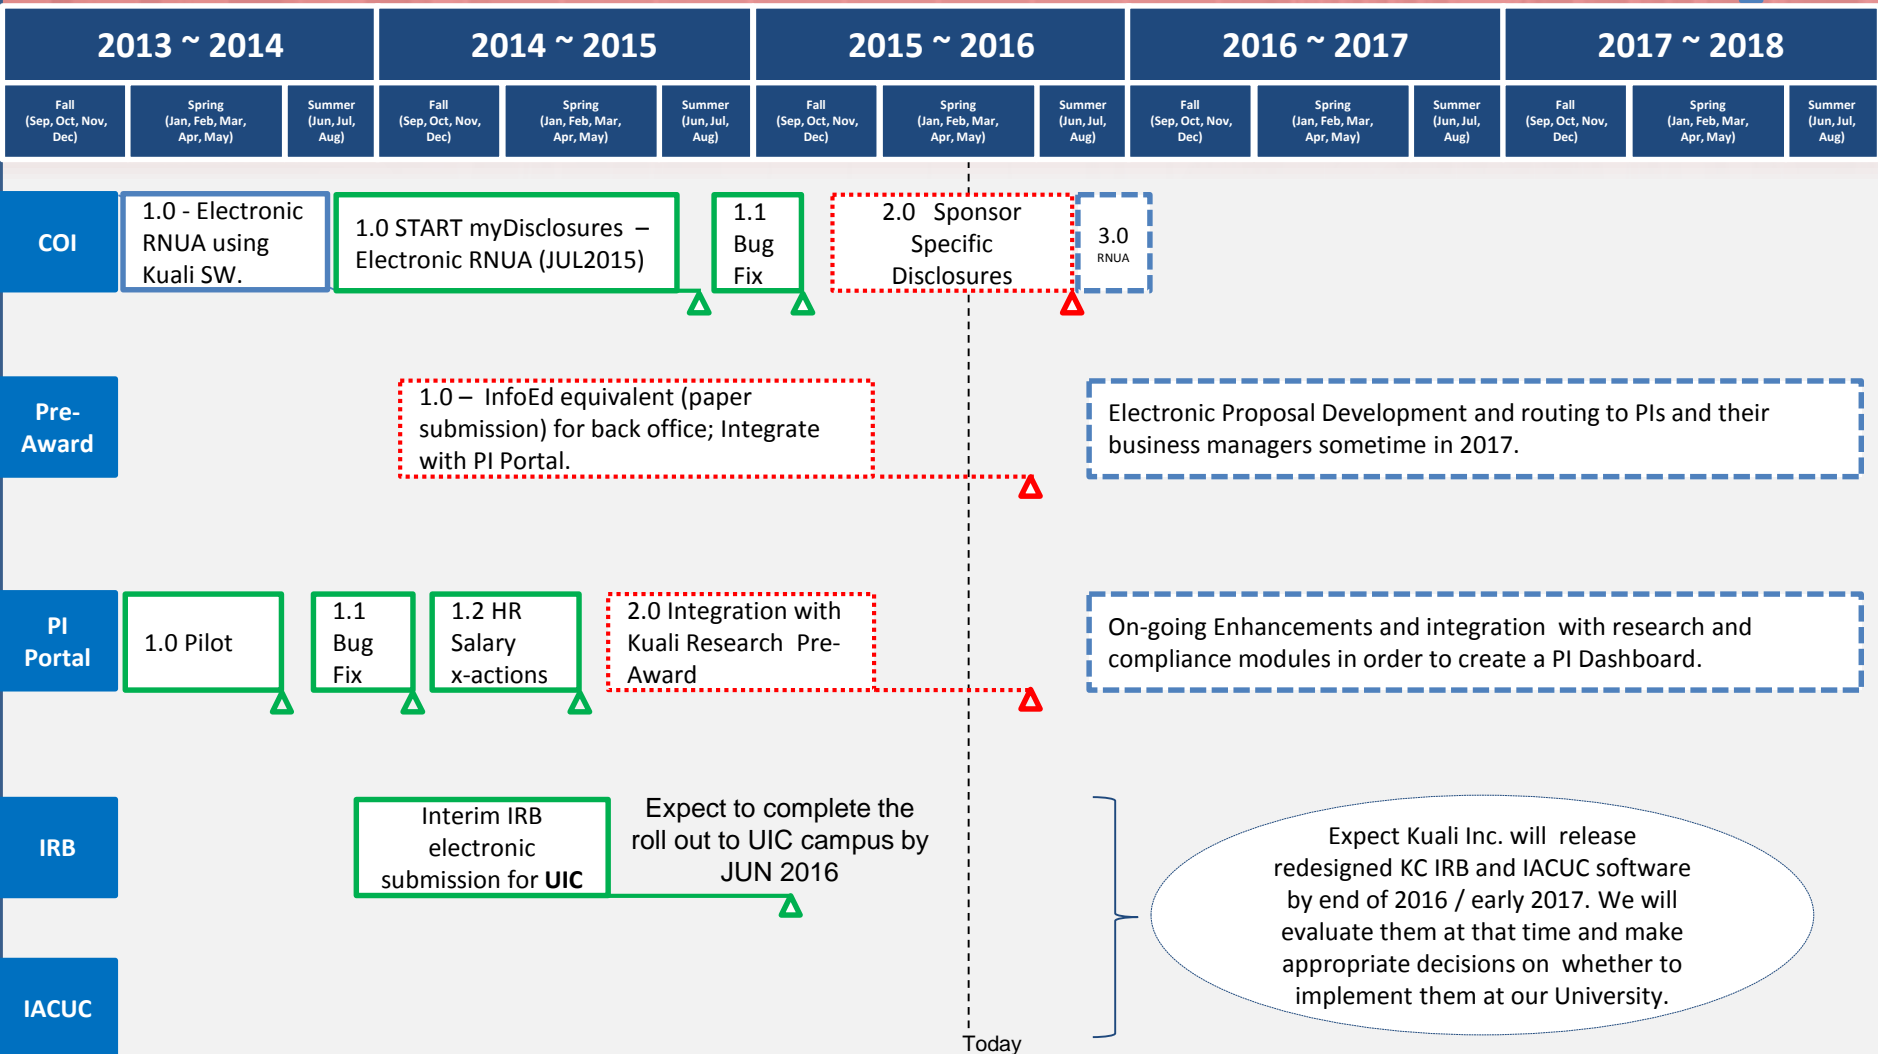 2013 ~ 2014
2014 ~ 2015
2015 ~ 2016
2016 ~ 2017
2017 ~ 2018
Fall
(Sep, Oct, Nov,
Dec)
Spring
(Jan, Feb, Mar,
Apr, May)
Summer
(Jun, Jul,
Aug)
Fall
(Sep, Oct, Nov,
Dec)
Spring
(Jan, Feb, Mar,
Apr, May)
Summer
(Jun, Jul,
Aug)
Fall
(Sep, Oct, Nov,
Dec)
Spring
(Jan, Feb, Mar,
Apr, May)
Summer
(Jun, Jul,
Aug)
Fall
(Sep, Oct, Nov,
Dec)
Spring
(Jan, Feb, Mar,
Apr, May)
Summer
(Jun, Jul,
Aug)
Fall
(Sep, Oct, Nov,
Dec)
Spring
(Jan, Feb, Mar,
Apr, May)
Summer
(Jun, Jul,
Aug)
COI
1.0 - Electronic
RNUA using
Kuali SW.
1.0 START myDisclosures –
Electronic RNUA (JUL2015)
1.1
Bug
Fix
2.0 Sponsor
Specific
Disclosures
3.0
RNUA
Pre-
Award
1.0 – InfoEd equivalent (paper
submission) for back office; Integrate
with PI Portal.
Electronic Proposal Development and routing to PIs and their
business managers sometime in 2017.
PI
Portal
1.0 Pilot
1.1
Bug
Fix
1.2 HR
Salary
x-actions
2.0 Integration with
Kuali Research Pre-
Award
On-going Enhancements and integration with research and
compliance modules in order to create a PI Dashboard.
IRB
Interim IRB
electronic
submission for UIC
Expect to complete the
roll out to UIC campus by
JUN 2016
Expect Kuali Inc. will release
redesigned KC IRB and IACUC software
by end of 2016 / early 2017. We will
evaluate them at that time and make
appropriate decisions on whether to
implement them at our University.
IACUC
Today